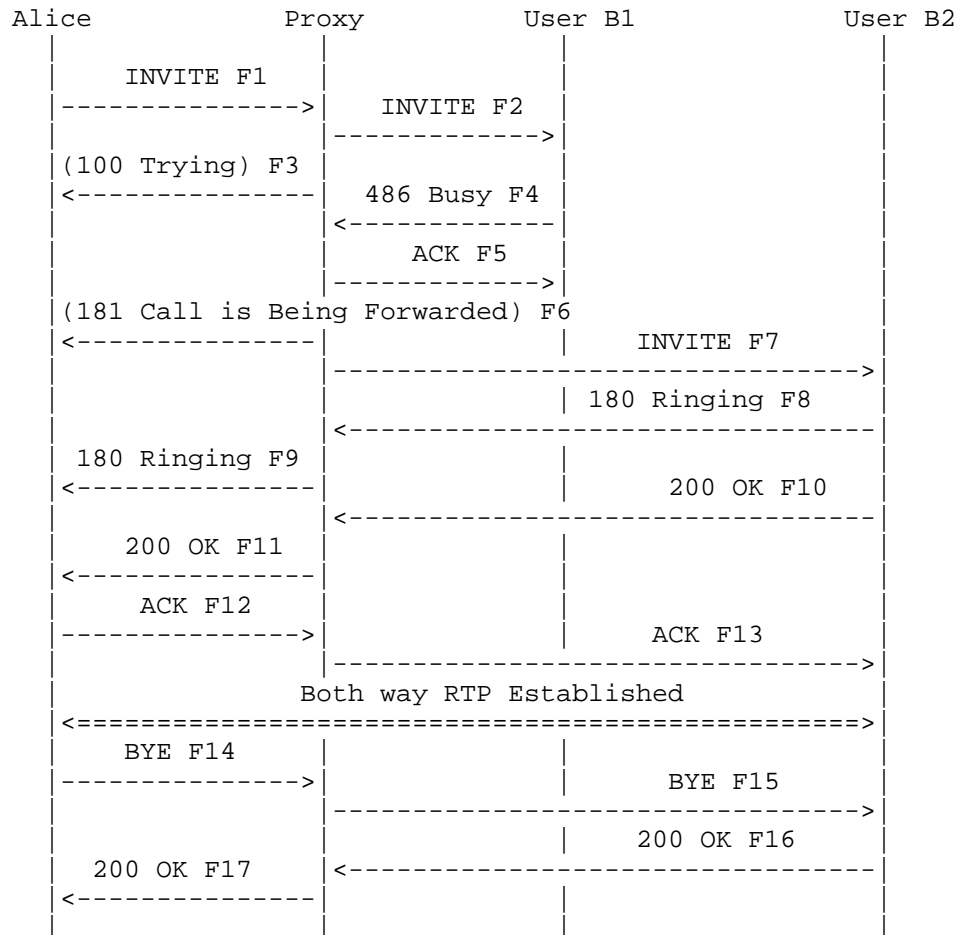 Alice Proxy User B1 User B2
INVITE F1
INVITE F2
(100 Trying) F3
486 Busy F4
ACK F5
(181 Call is Being Forwarded) F6
INVITE F7
180 Ringing F8
180 Ringing F9
200 OK F10
200 OK F11
ACK F12
ACK F13
Both way RTP Established
BYE F14
BYE F15
200 OK F16
200 OK F17